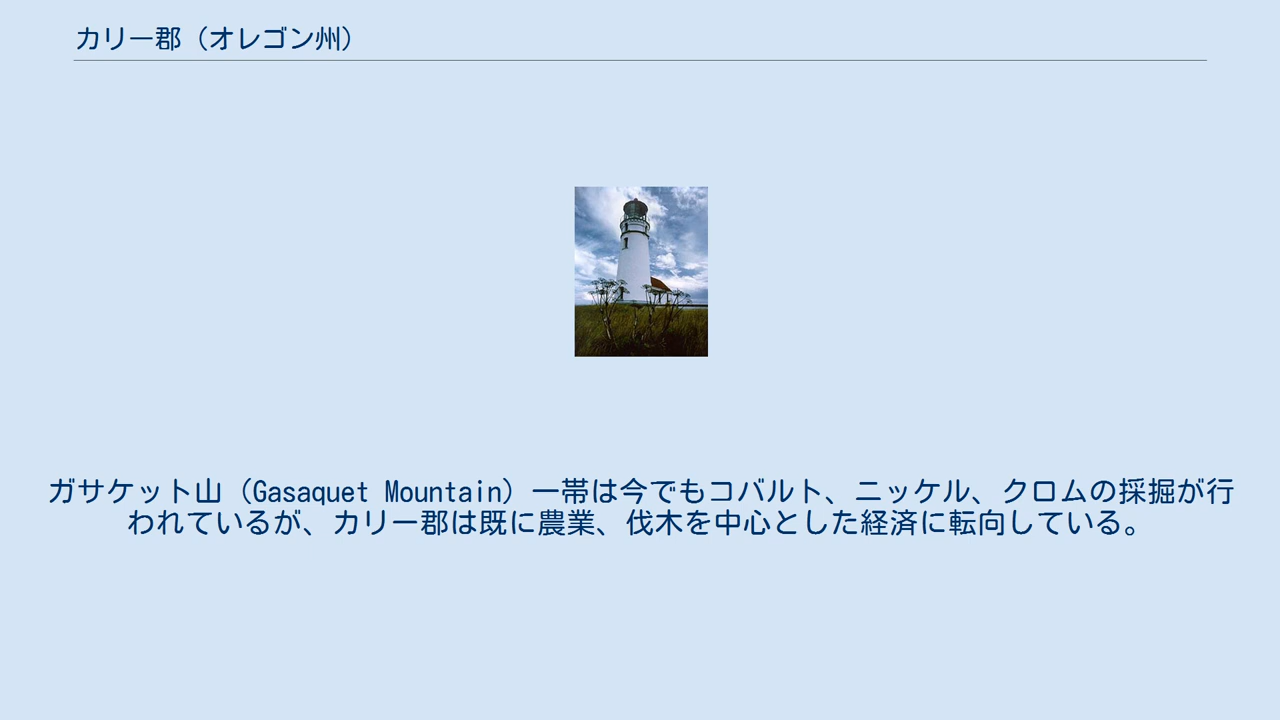 カリー郡（オレゴン州）
ガサケット山（Gasaquet Mountain）一帯は今でもコバルト、ニッケル、クロムの採掘が行
われているが、カリー郡は既に農業、伐木を中心とした経済に転向している。